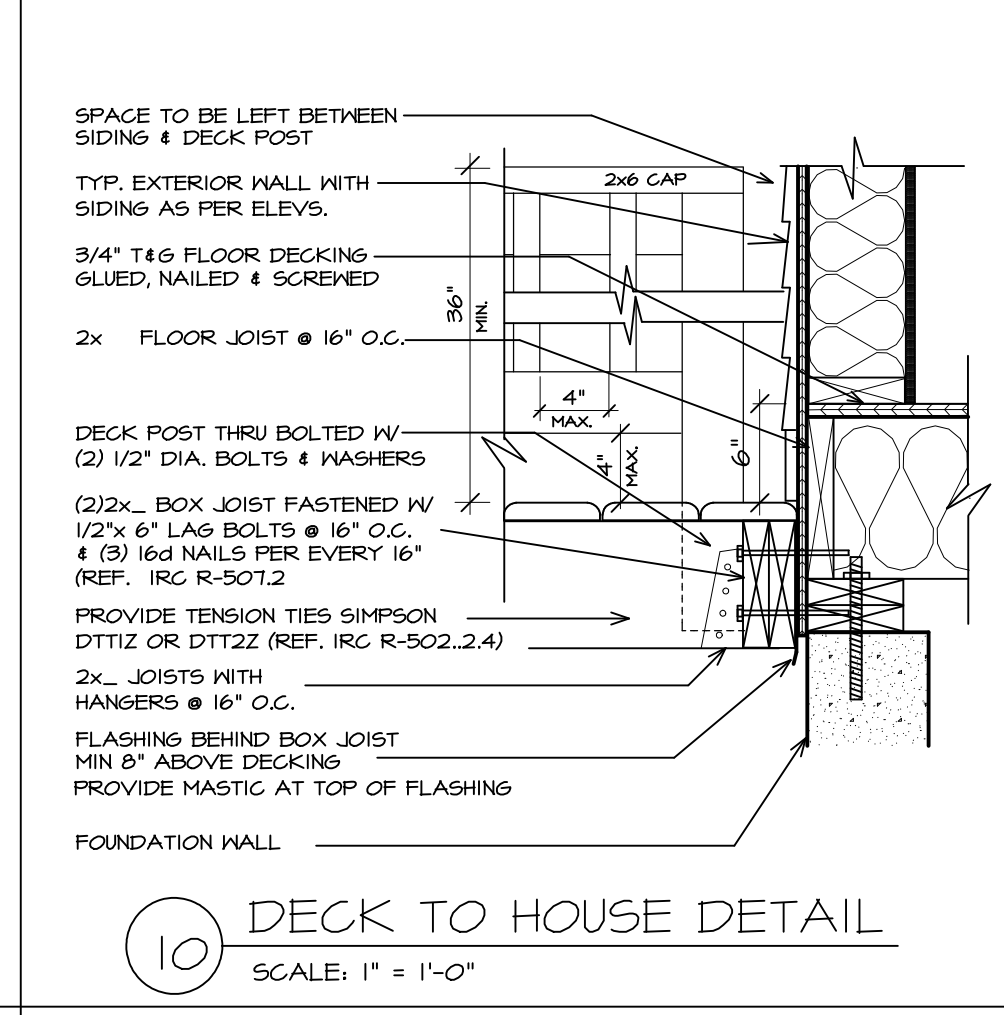 SPACE TO BE LEFT BETWEEN
SIDING & DECK POST
TYP. EXTERIOR WALL WITH
SIDING AS PER ELEVS.
3/4" T&G FLOOR DECKING
GLUED, NAILED & SCREWED
2x FLOOR JOIST @ 16" O.C.
DECK POST THRU BOLTED W/
(2) 1/2" DIA. BOLTS & WASHERS
(2)2x_ BOX JOIST FASTENED W/
1/2"x 6" LAG BOLTS @ 16" O.C.
& (3) 16d NAILS PER EVERY 16"
(REF. IRC R-507.2
PROVIDE TENSION TIES SIMPSON
DTT1Z OR DTT2Z (REF. IRC R-502..2.4)
2x_ JOISTS WITH
HANGERS @ 16" O.C.
FLASHING BEHIND BOX JOIST
MIN 8" ABOVE DECKING
PROVIDE MASTIC AT TOP OF FLASHING
FOUNDATION WALL
2x6 CAP
36"
MIN.
4"
MAX.
4"
MAX.
6"
10
DECK TO HOUSE DETAIL
SCALE: 1" = 1'-0"